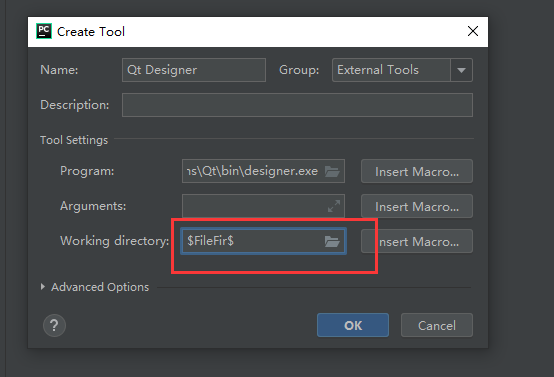 PC Create Tool
Name: Qt Designer Group: External Tools
Description:
Tool Settings
Program: ns\Qt\bin\designer.exe Insert Macro...
Arguments: Insert Macro...
Working directory: $FileFir$ Insert Macro...
Advanced Options
? OK Cancel